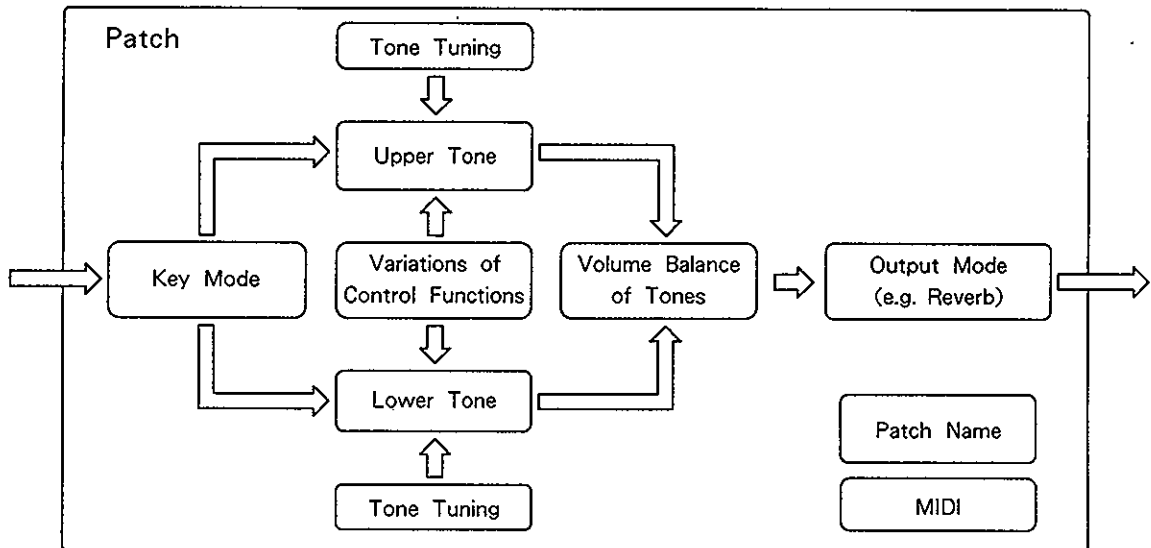 Patch
Tone Tuning
Upper Tone
Key Mode
Variations of
Control Functions
Volume Balance
of Tones
Output Mode
(e.g. Reverb)
Lower Tone
Patch Name
Tone Tuning
MIDI